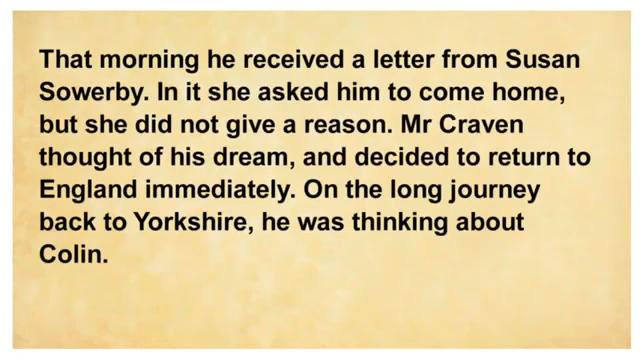 That morning he received a letter from Susan
Sowerby. In it she asked him to come home,
but she did not give a reason. Mr Craven
thought of his dream, and decided to return to
England immediately. On the long journey
back to Yorkshire, he was thinking about
Colin.